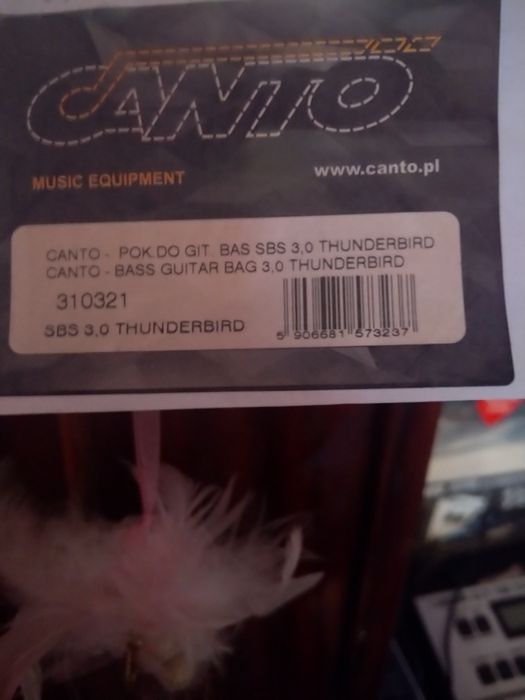 CANTO
MUSIC EQUIPMENT
www.canto.pl
CANTO - POK.DO GIT. BAS SBS 3,0 THUNDERBIRD
CANTO - BASS GUITAR BAG 3,0 THUNDERBIRD
310321
SBS 3,0 THUNDERBIRD
5 906681 573237